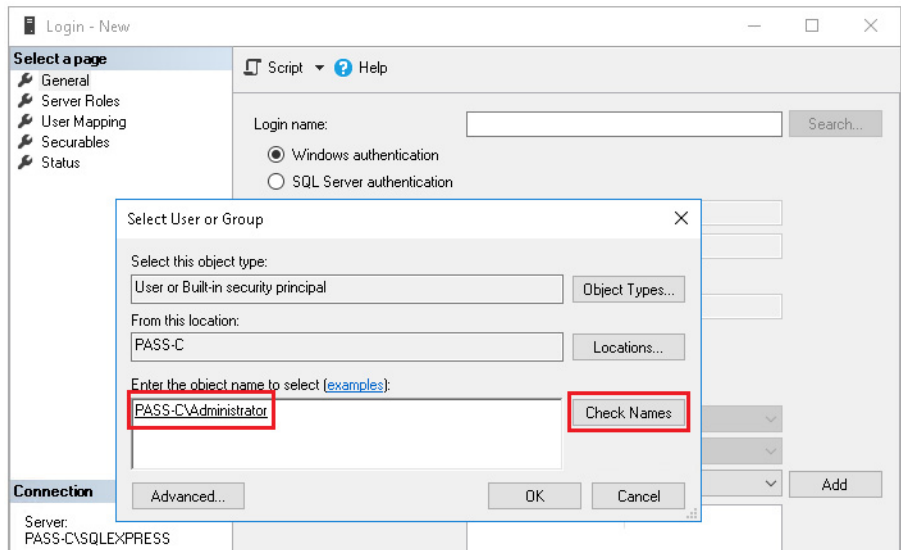 Login - New
Select a page
General
Server Roles
User Mapping
Securables
Status
Script Help
Login name:
Search...
Windows authentication
SQL Server authentication
Select User or Group
Select this object type:
User or Built-in security principal
Object Types...
From this location:
PASS-C
Locations...
Enter the object name to select (examples):
PASS-C\Administrator
Check Names
Advanced...
OK
Cancel
Add
Connection
Server:
PASS-C\SQLEXPRESS